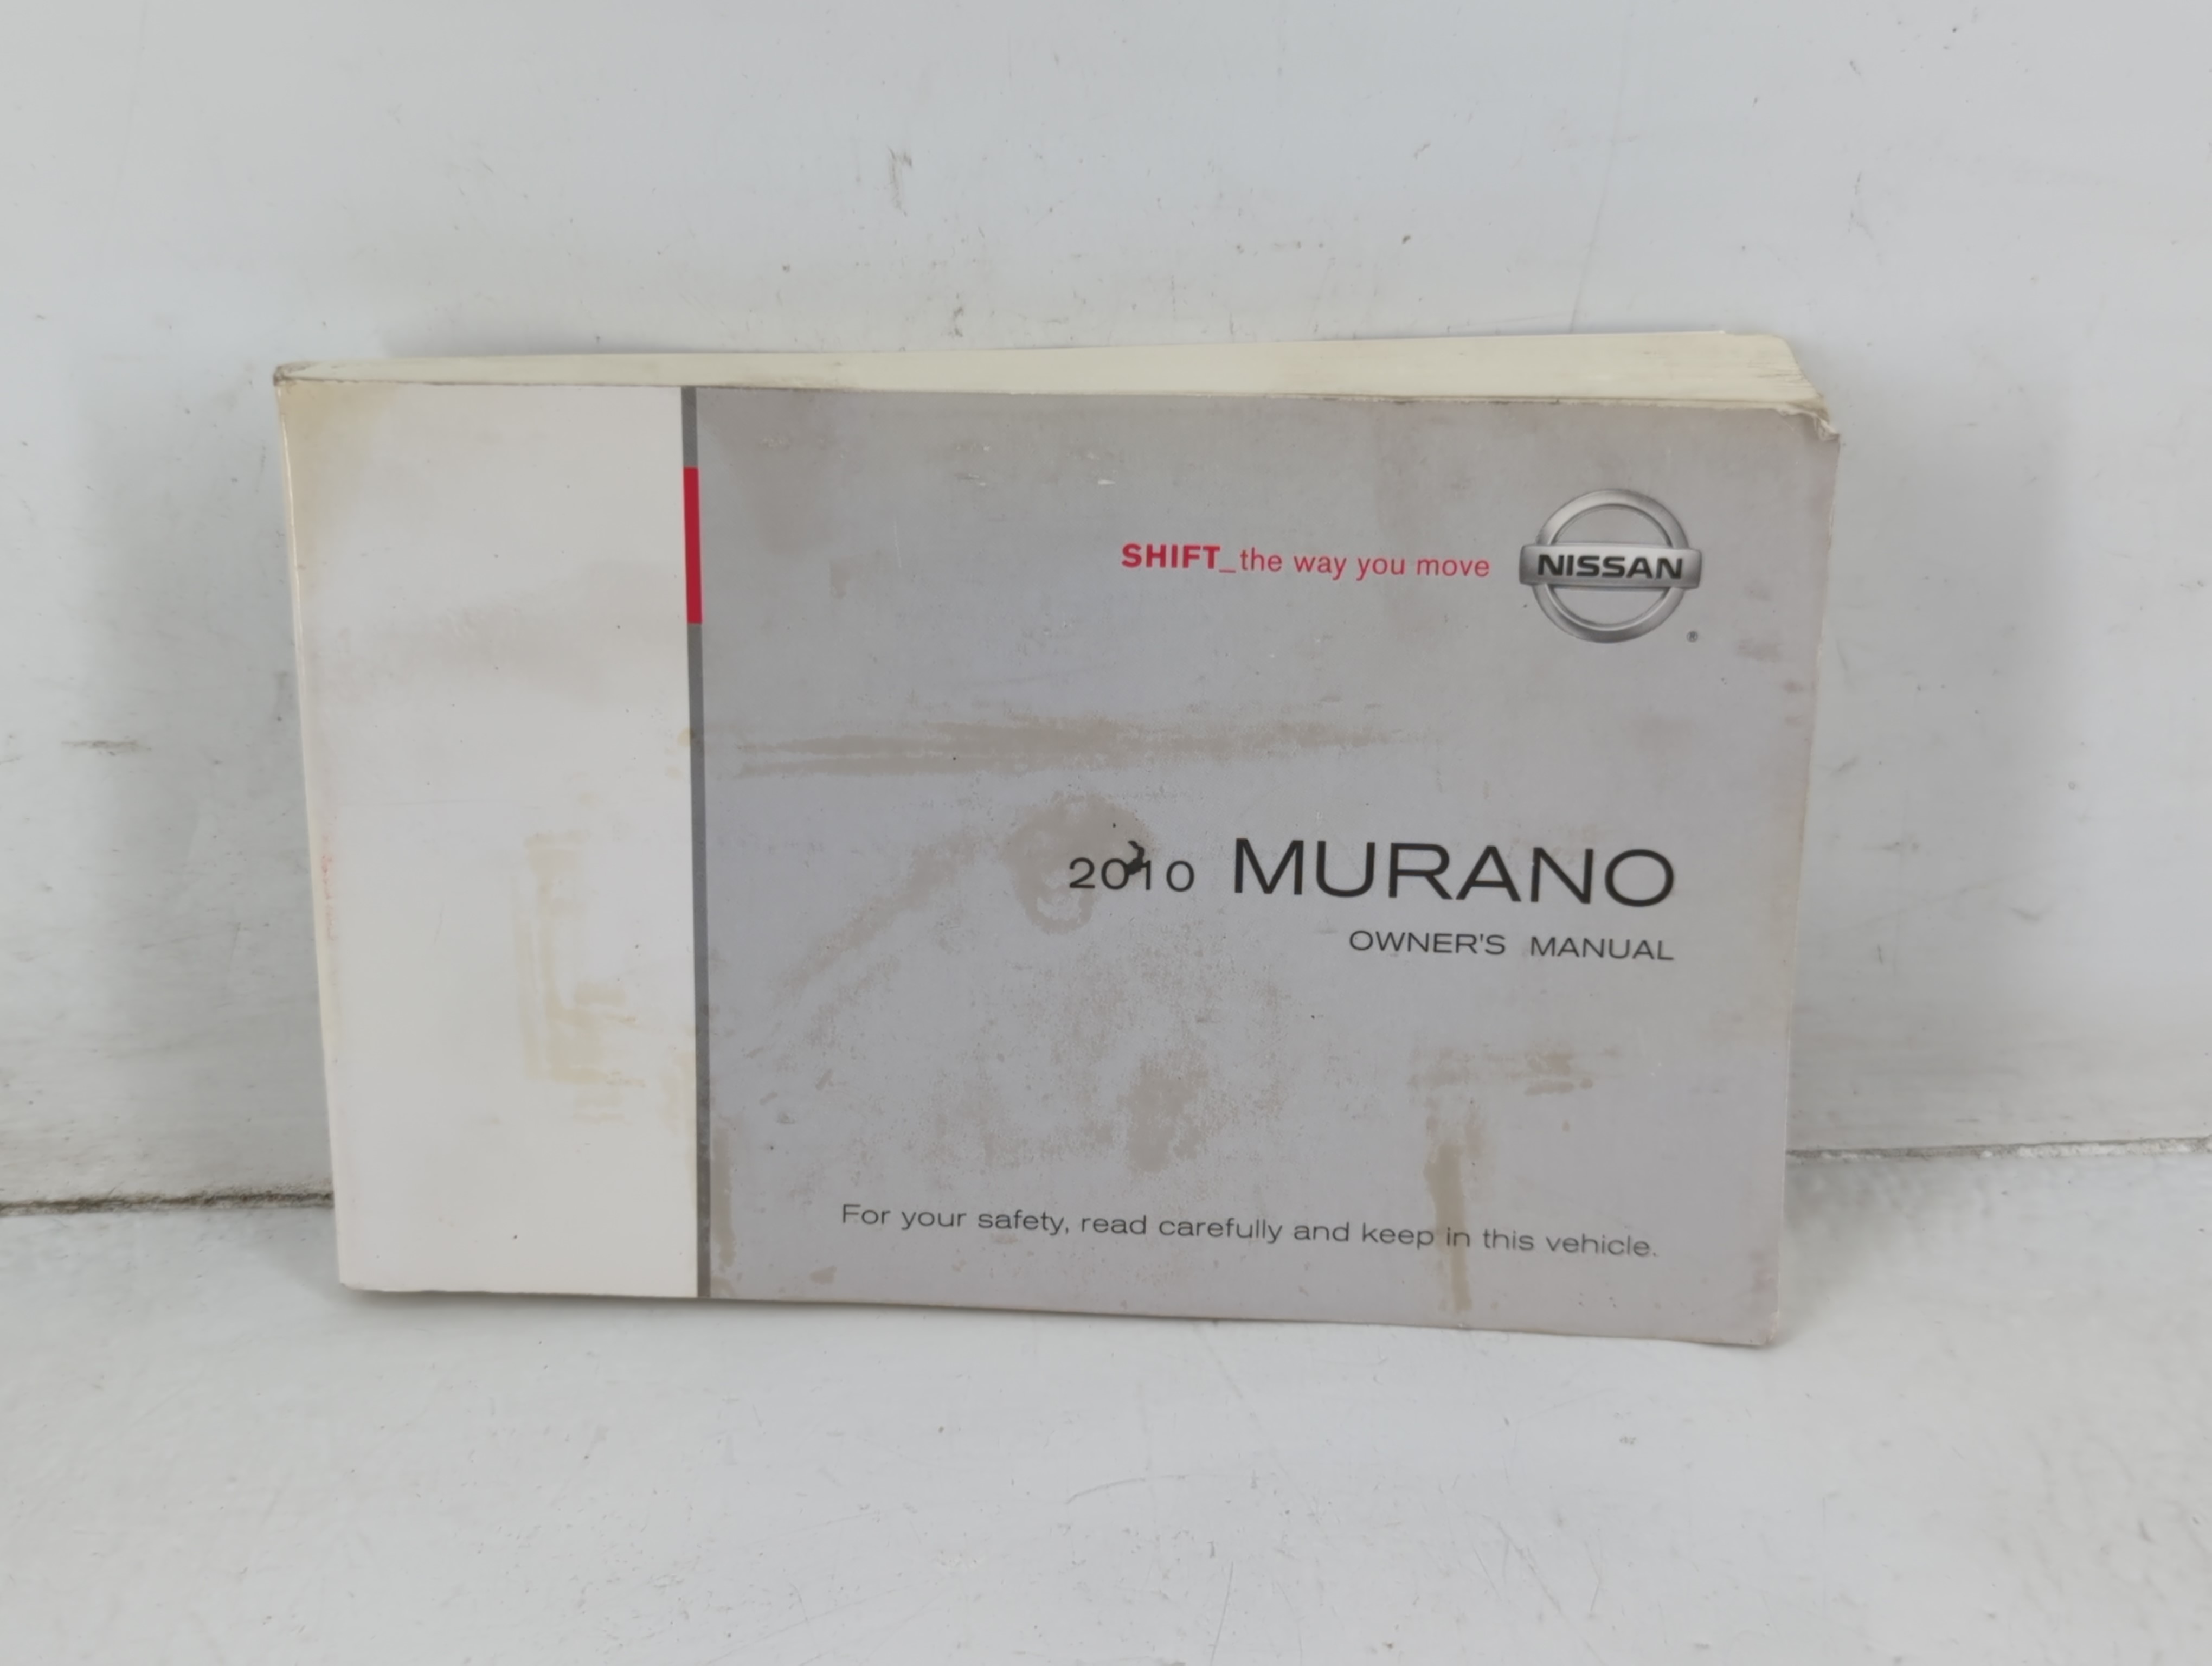 SHIFT_the way you move
NISSAN
®
2010 MURANO
OWNER'S MANUAL
For your safety, read carefully and keep in this vehicle.